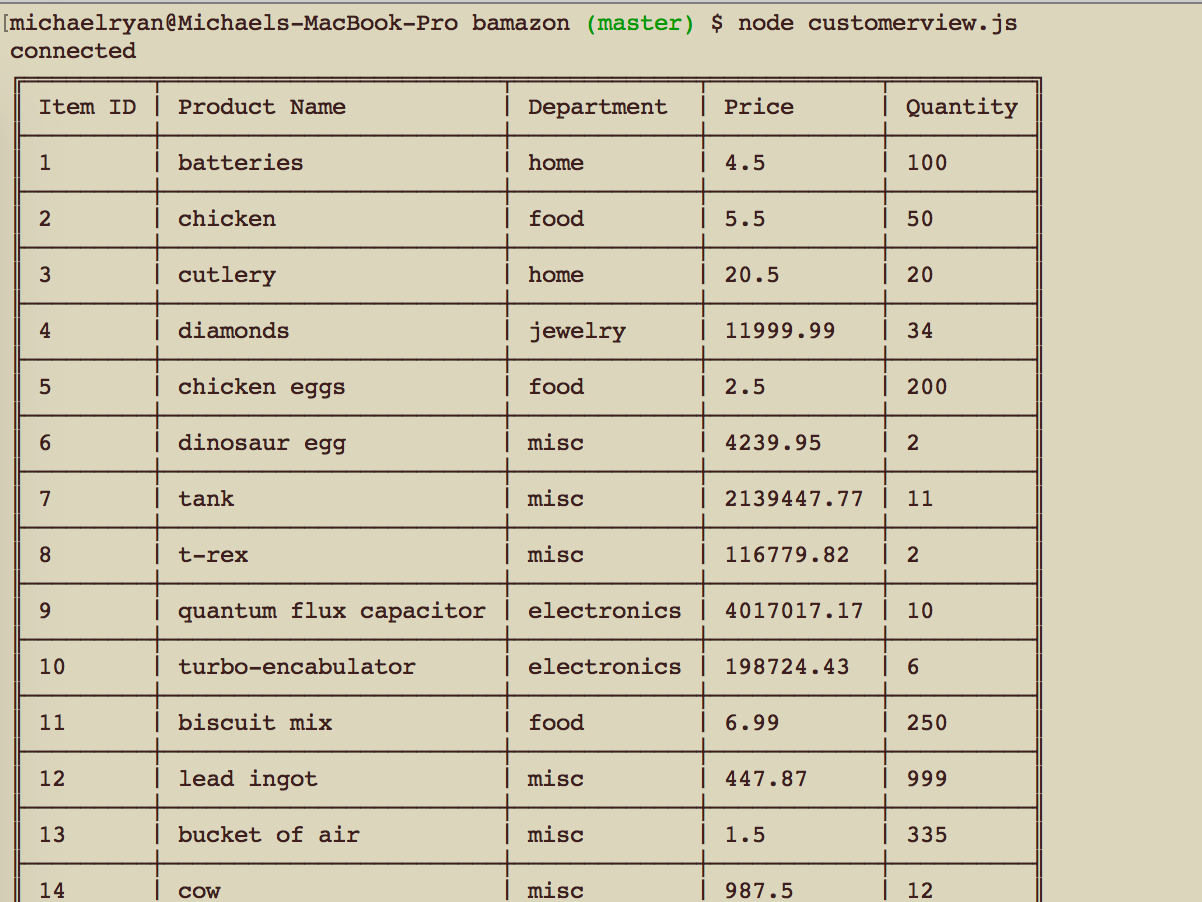 michaelryan@Michaels-MacBook-Pro bamazon (master) $ node customerview.js
connected
Item ID | Product Name | Department | Price | Quantity
1 | batteries | home | 4.5 | 100
2 | chicken | food | 5.5 | 50
3 | cutlery | home | 20.5 | 20
4 | diamonds | jewelry | 11999.99 | 34
5 | chicken eggs | food | 2.5 | 200
6 | dinosaur egg | misc | 4239.95 | 2
7 | tank | misc | 2139447.77 | 11
8 | t-rex | misc | 116779.82 | 2
9 | quantum flux capacitor | electronics | 4017017.17 | 10
10 | turbo-encabulator | electronics | 198724.43 | 6
11 | biscuit mix | food | 6.99 | 250
12 | lead ingot | misc | 447.87 | 999
13 | bucket of air | misc | 1.5 | 335
14 | cow | misc | 987.5 | 12